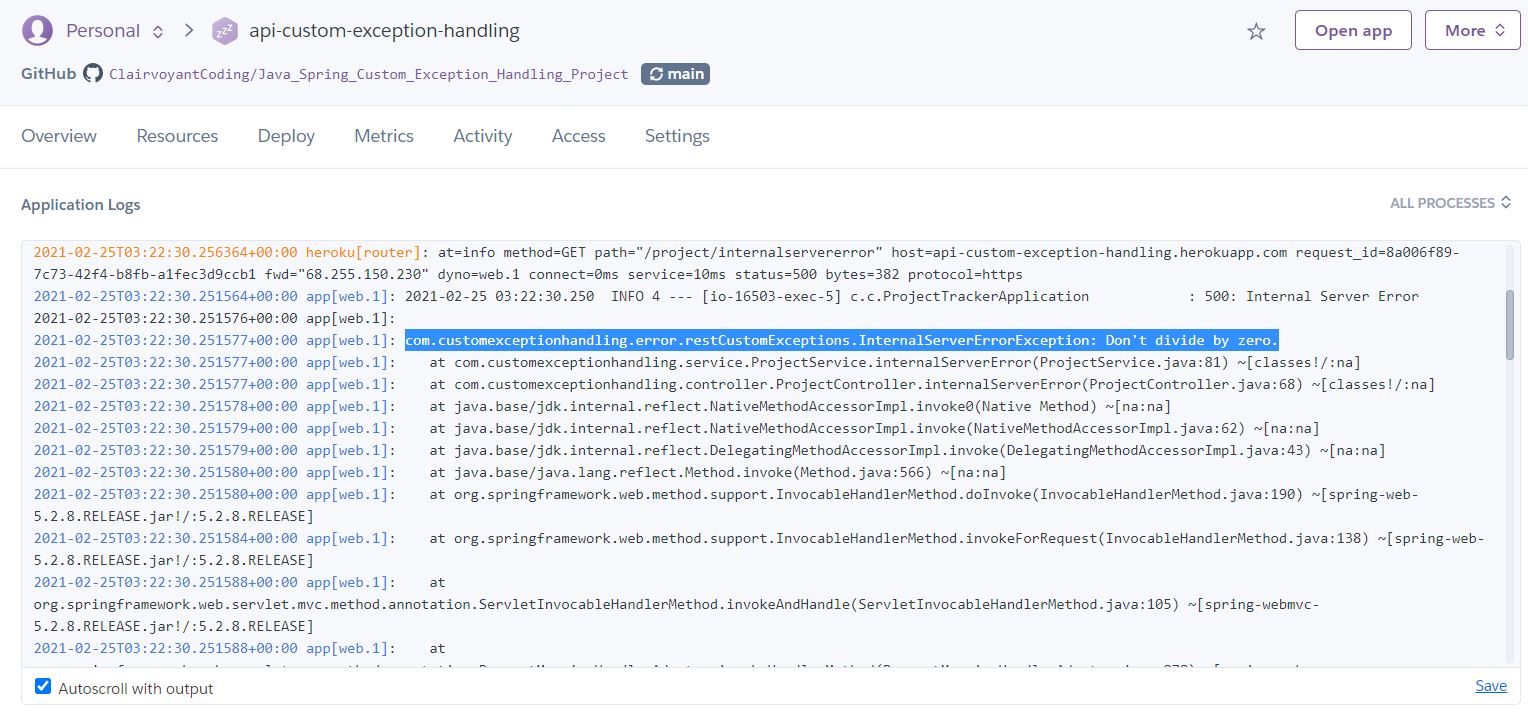 Personal > zzz api-custom-exception-handling Open app More
GitHub ClairvoyantCoding/Java_Spring_Custom_Exception_Handling_Project main
Overview Resources Deploy Metrics Activity Access Settings
Application Logs ALL PROCESSES
2021-02-25T03:22:30.256364+00:00 heroku[router]: at=info method=GET path="/project/internalservererror" host=api-custom-exception-handling.herokuapp.com request_id=8a006f89-
7c73-42f4-b8fb-a1fec3d9ccb1 fwd="68.255.150.230" dyno=web.1 connect=0ms service=10ms status=500 bytes=382 protocol=https
2021-02-25T03:22:30.251564+00:00 app[web.1]: 2021-02-25 03:22:30.250  INFO 4 --- [io-16503-exec-5] c.c.ProjectTrackerApplication            : 500: Internal Server Error
2021-02-25T03:22:30.251576+00:00 app[web.1]:
2021-02-25T03:22:30.251577+00:00 app[web.1]: com.customexceptionhandling.error.restCustomExceptions.InternalServerErrorException: Don't divide by zero.
2021-02-25T03:22:30.251577+00:00 app[web.1]:    at com.customexceptionhandling.service.ProjectService.internalServerError(ProjectService.java:81) ~[classes!/:na]
2021-02-25T03:22:30.251577+00:00 app[web.1]:    at com.customexceptionhandling.controller.ProjectController.internalServerError(ProjectController.java:68) ~[classes!/:na]
2021-02-25T03:22:30.251578+00:00 app[web.1]:    at java.base/jdk.internal.reflect.NativeMethodAccessorImpl.invoke0(Native Method) ~[na:na]
2021-02-25T03:22:30.251579+00:00 app[web.1]:    at java.base/jdk.internal.reflect.NativeMethodAccessorImpl.invoke(NativeMethodAccessorImpl.java:62) ~[na:na]
2021-02-25T03:22:30.251579+00:00 app[web.1]:    at java.base/jdk.internal.reflect.DelegatingMethodAccessorImpl.invoke(DelegatingMethodAccessorImpl.java:43) ~[na:na]
2021-02-25T03:22:30.251580+00:00 app[web.1]:    at java.base/java.lang.reflect.Method.invoke(Method.java:566) ~[na:na]
2021-02-25T03:22:30.251580+00:00 app[web.1]:    at org.springframework.web.method.support.InvocableHandlerMethod.doInvoke(InvocableHandlerMethod.java:190) ~[spring-web-
5.2.8.RELEASE.jar!/:5.2.8.RELEASE]
2021-02-25T03:22:30.251584+00:00 app[web.1]:    at org.springframework.web.method.support.InvocableHandlerMethod.invokeForRequest(InvocableHandlerMethod.java:138) ~[spring-web-
5.2.8.RELEASE.jar!/:5.2.8.RELEASE]
2021-02-25T03:22:30.251588+00:00 app[web.1]:    at
org.springframework.web.servlet.mvc.method.annotation.ServletInvocableHandlerMethod.invokeAndHandle(ServletInvocableHandlerMethod.java:105) ~[spring-webmvc-
5.2.8.RELEASE.jar!/:5.2.8.RELEASE]
2021-02-25T03:22:30.251588+00:00 app[web.1]:    at
Autoscroll with output Save